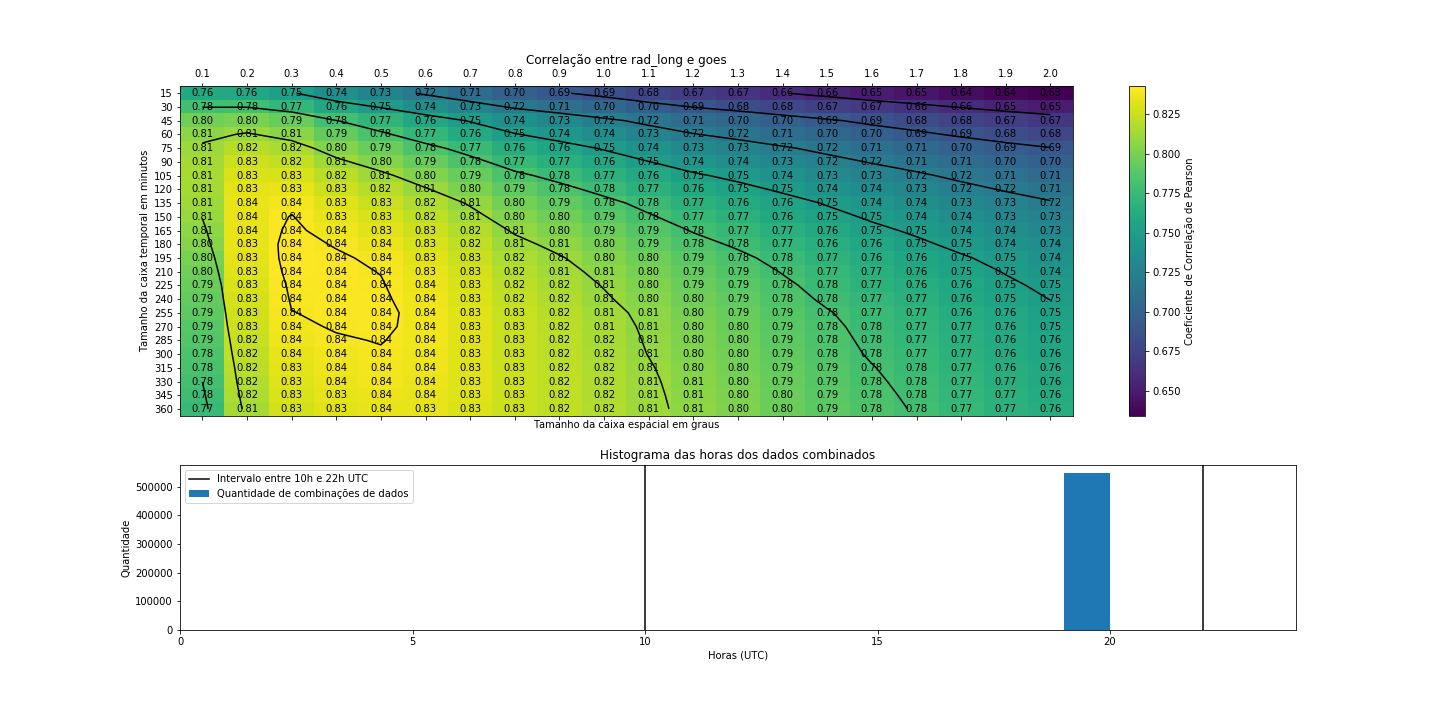 Correlação entre rad_long e goes
0.1 0.2 0.3 0.4 0.5 0.6 0.7 0.8 0.9 1.0 1.1 1.2 1.3 1.4 1.5 1.6 1.7 1.8 1.9 2.0
15 0.76 0.76 0.75 0.74 0.73 0.72 0.71 0.70 0.69 0.69 0.68 0.67 0.67 0.66 0.66 0.65 0.65 0.64 0.64 0.63
30 0.78 0.78 0.77 0.76 0.75 0.74 0.73 0.72 0.71 0.70 0.70 0.69 0.68 0.68 0.67 0.67 0.66 0.66 0.65 0.65
45 0.80 0.80 0.79 0.78 0.77 0.76 0.75 0.74 0.73 0.72 0.72 0.71 0.70 0.70 0.69 0.69 0.68 0.68 0.67 0.67
60 0.81 0.81 0.81 0.79 0.78 0.77 0.76 0.75 0.74 0.74 0.73 0.72 0.72 0.71 0.70 0.70 0.69 0.69 0.68 0.68
75 0.81 0.82 0.82 0.80 0.79 0.78 0.77 0.76 0.76 0.75 0.74 0.73 0.73 0.72 0.72 0.71 0.71 0.70 0.69 0.69
90 0.81 0.83 0.82 0.81 0.80 0.79 0.78 0.77 0.77 0.76 0.75 0.74 0.74 0.73 0.72 0.72 0.71 0.71 0.70 0.70
105 0.81 0.83 0.83 0.82 0.81 0.80 0.79 0.78 0.78 0.77 0.76 0.75 0.75 0.74 0.73 0.73 0.72 0.72 0.71 0.71
120 0.81 0.83 0.83 0.82 0.82 0.81 0.80 0.79 0.78 0.78 0.77 0.76 0.75 0.75 0.74 0.74 0.73 0.72 0.72 0.71
135 0.81 0.84 0.84 0.83 0.83 0.82 0.81 0.80 0.79 0.78 0.78 0.77 0.76 0.76 0.75 0.74 0.74 0.73 0.73 0.72
150 0.81 0.84 0.84 0.83 0.83 0.82 0.81 0.80 0.80 0.79 0.78 0.77 0.77 0.76 0.75 0.75 0.74 0.74 0.73 0.73
165 0.81 0.84 0.84 0.84 0.83 0.83 0.82 0.81 0.80 0.79 0.79 0.78 0.77 0.77 0.76 0.75 0.75 0.74 0.74 0.73
180 0.80 0.83 0.84 0.84 0.84 0.83 0.82 0.81 0.81 0.80 0.79 0.78 0.78 0.77 0.76 0.76 0.75 0.75 0.74 0.74
195 0.80 0.83 0.84 0.84 0.84 0.83 0.82 0.82 0.81 0.80 0.80 0.79 0.78 0.78 0.77 0.76 0.76 0.75 0.75 0.74
210 0.80 0.83 0.84 0.84 0.84 0.83 0.83 0.82 0.81 0.81 0.80 0.79 0.79 0.78 0.77 0.77 0.76 0.75 0.75 0.74
225 0.79 0.83 0.84 0.84 0.84 0.84 0.83 0.82 0.82 0.81 0.80 0.79 0.79 0.78 0.78 0.77 0.76 0.76 0.75 0.75
240 0.79 0.83 0.84 0.84 0.84 0.84 0.83 0.82 0.82 0.81 0.80 0.80 0.79 0.78 0.78 0.77 0.77 0.76 0.75 0.75
255 0.79 0.83 0.84 0.84 0.84 0.84 0.83 0.83 0.82 0.81 0.81 0.80 0.79 0.79 0.78 0.77 0.77 0.76 0.76 0.75
270 0.79 0.83 0.84 0.84 0.84 0.84 0.83 0.83 0.82 0.81 0.81 0.80 0.80 0.79 0.78 0.78 0.77 0.77 0.76 0.75
285 0.79 0.82 0.84 0.84 0.84 0.84 0.83 0.83 0.82 0.82 0.81 0.80 0.80 0.79 0.78 0.78 0.77 0.77 0.76 0.76
300 0.78 0.82 0.84 0.84 0.84 0.84 0.83 0.83 0.82 0.82 0.81 0.80 0.80 0.79 0.79 0.78 0.78 0.77 0.76 0.76
315 0.78 0.82 0.83 0.84 0.84 0.84 0.83 0.83 0.82 0.82 0.81 0.80 0.80 0.79 0.79 0.78 0.78 0.77 0.77 0.76
330 0.78 0.82 0.83 0.84 0.84 0.84 0.83 0.83 0.82 0.82 0.81 0.81 0.80 0.79 0.79 0.78 0.78 0.77 0.77 0.76
345 0.78 0.82 0.83 0.84 0.84 0.84 0.83 0.83 0.82 0.82 0.81 0.81 0.80 0.80 0.79 0.78 0.78 0.77 0.77 0.76
360 0.77 0.81 0.83 0.83 0.84 0.83 0.83 0.83 0.82 0.82 0.81 0.81 0.80 0.80 0.79 0.78 0.78 0.77 0.77 0.76
Tamanho da caixa temporal em minutos
Tamanho da caixa espacial em graus
0.825
0.800
0.775
0.750
0.725
0.700
0.675
0.650
Coeficiente de Correlação de Pearson
Histograma das horas dos dados combinados
Intervalo entre 10h e 22h UTC
Quantidade de combinações de dados
500000
400000
300000
200000
100000
0
Quantidade
0 5 10 15 20
Horas (UTC)